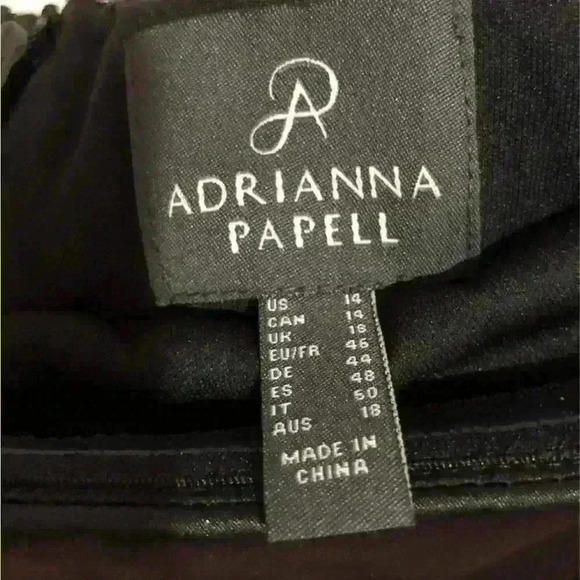 AP
ADRIANNA
PAPELL
US 14
CAN 14
UK 18
EU/FR 46
DE 44
ES 48
IT 50
AUS 18
MADE IN
CHINA